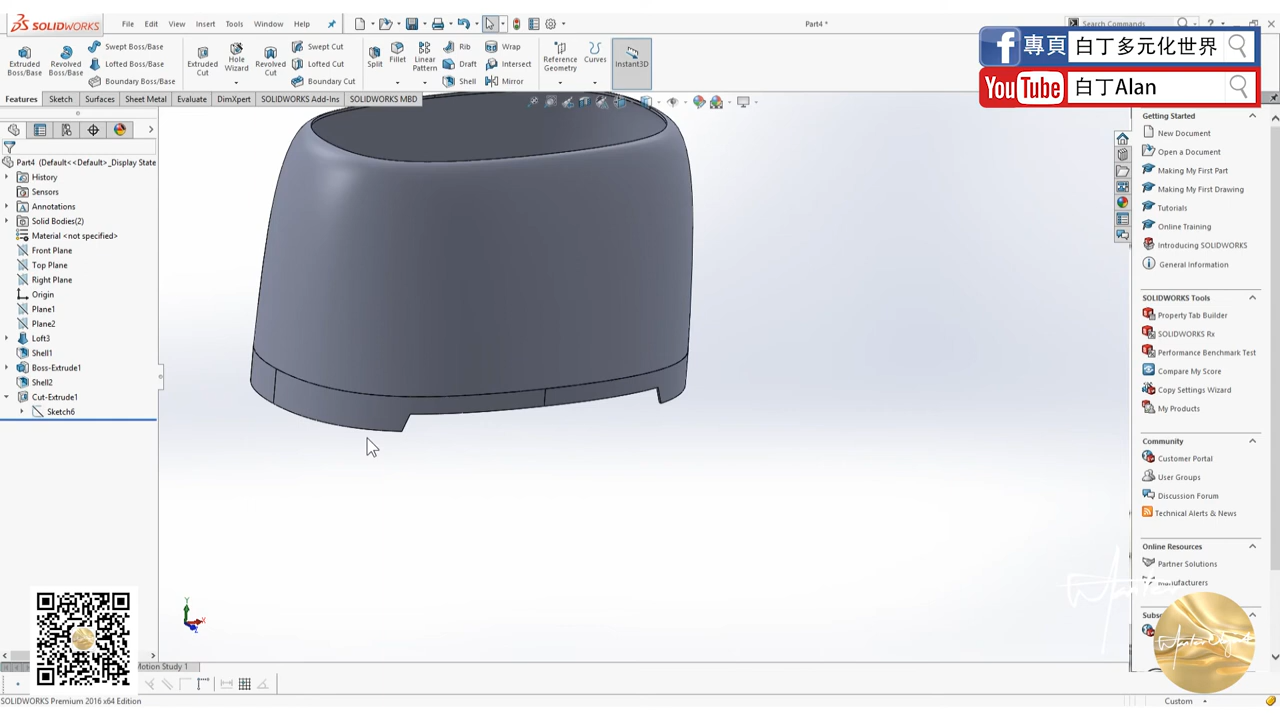 SOLIDWORKS
File Edit View Insert Tools Window Help
Part4 *
Search Commands
Extruded Boss/Base
Revolved Boss/Base
Swept Boss/Base
Lofted Boss/Base
Boundary Boss/Base
Extruded Cut
Hole Wizard
Revolved Cut
Swept Cut
Lofted Cut
Boundary Cut
Split
Fillet
Linear Pattern
Rib
Draft
Shell
Wrap
Intersect
Mirror
Reference Geometry
Curves
Instant3D
專頁 白丁多元化世界
YouTube 白丁Alan
Features Sketch Surfaces Sheet Metal Evaluate DimXpert SOLIDWORKS Add-Ins SOLIDWORKS MBD
Part4 (Default<<Default>_Display State
History
Sensors
Annotations
Solid Bodies(2)
Material <not specified>
Front Plane
Top Plane
Right Plane
Origin
Plane1
Plane2
Loft3
Shell1
Boss-Extrude1
Shell2
Cut-Extrude1
Sketch6
Getting Started
New Document
Open a Document
Making My First Part
Making My First Drawing
Tutorials
Online Training
Introducing SOLIDWORKS
General Information
SOLIDWORKS Tools
Property Tab Builder
SOLIDWORKS Rx
Performance Benchmark Test
Compare My Score
Copy Settings Wizard
My Products
Community
Customer Portal
User Groups
Discussion Forum
Technical Alerts & News
Online Resources
Partner Solutions
Manufacturers
Motion Study 1
SOLIDWORKS Premium 2016 x64 Edition
Custom